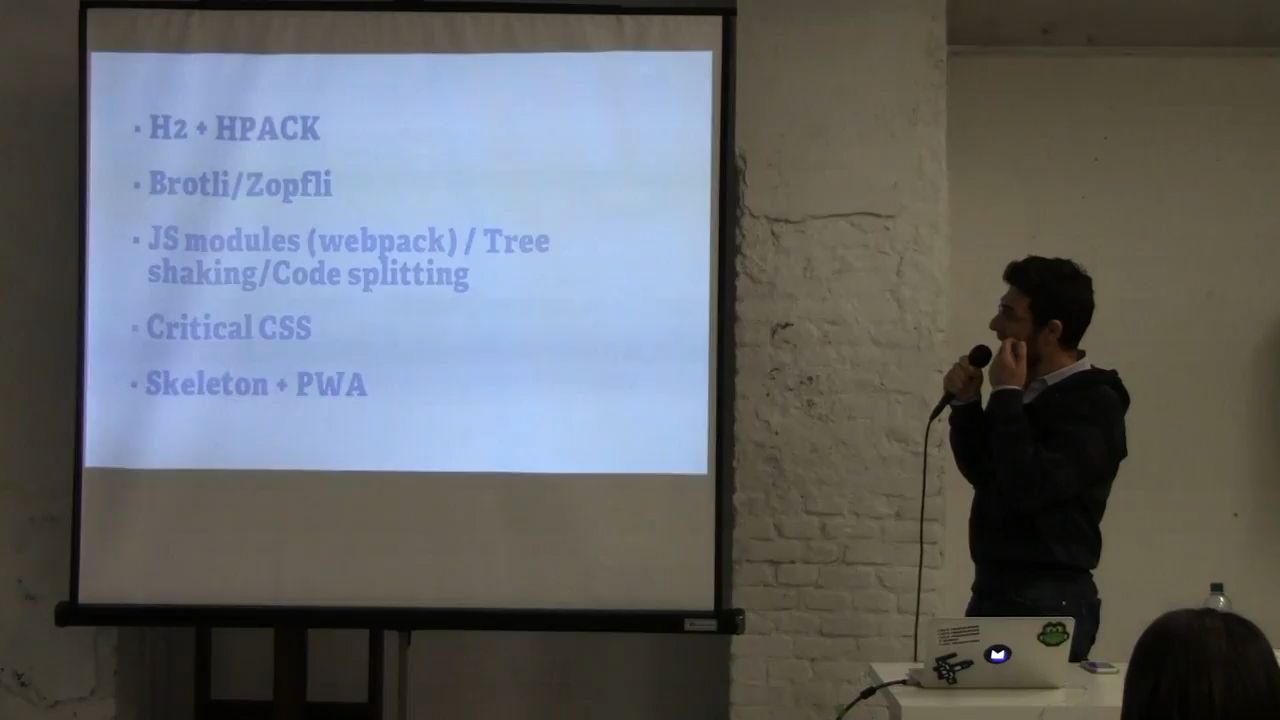 · H2 + HPACK
· Brotli/Zopfli
· JS modules (webpack) / Tree
shaking/Code splitting
· Critical CSS
· Skeleton + PWA